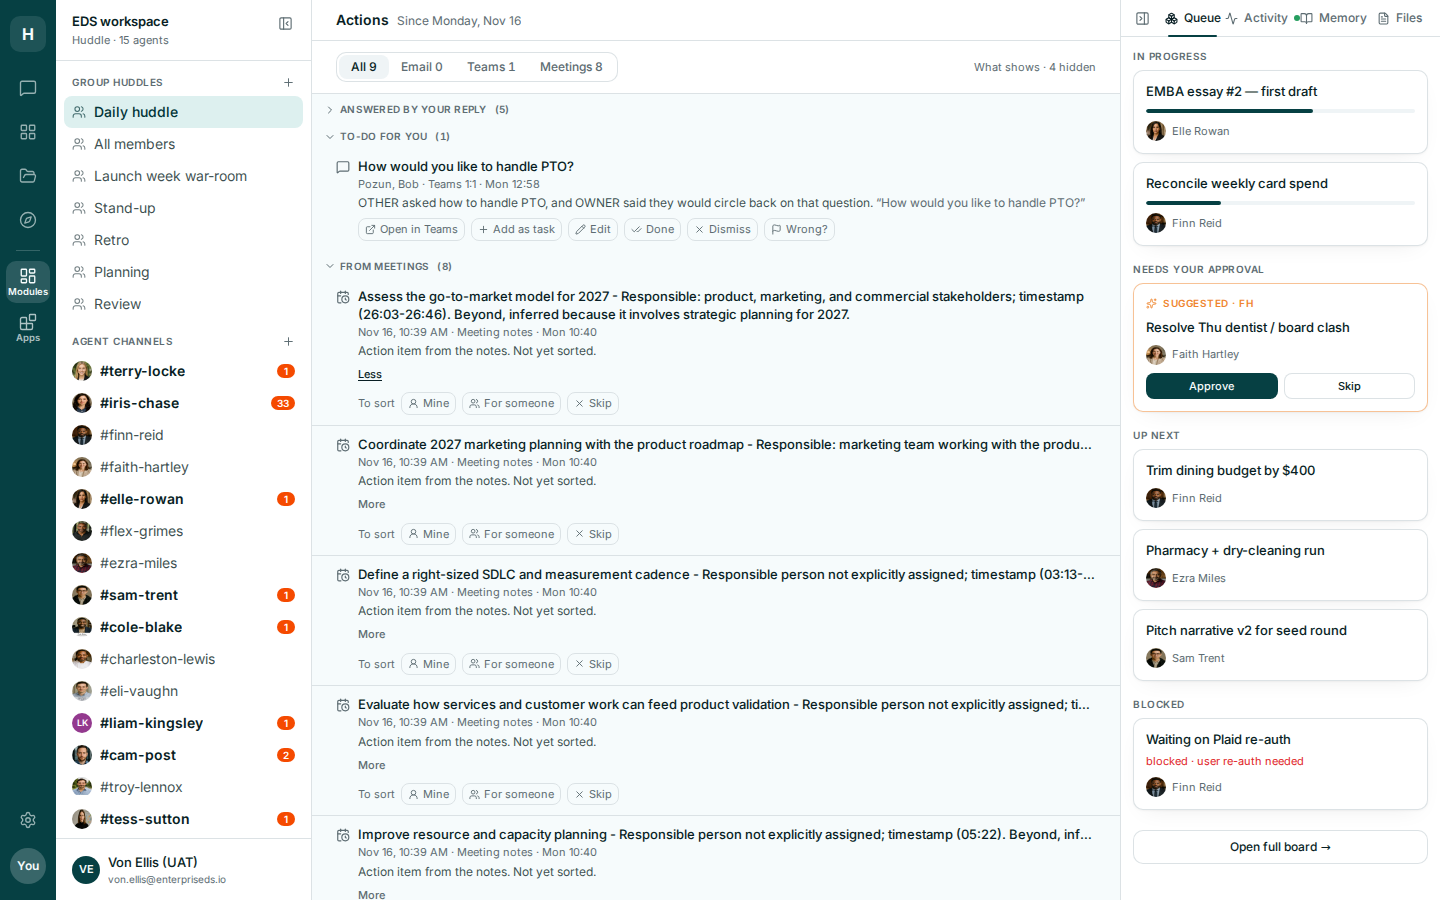 H
Modules
Apps
You
EDS workspace
Huddle · 15 agents
GROUP HUDDLES
Daily huddle
All members
Launch week war-room
Stand-up
Retro
Planning
Review
AGENT CHANNELS
#terry-locke 1
#iris-chase 33
#finn-reid
#faith-hartley
#elle-rowan 1
#flex-grimes
#ezra-miles
#sam-trent 1
#cole-blake 1
#charleston-lewis
#eli-vaughn
LK #liam-kingsley 1
#cam-post 2
#troy-lennox
#tess-sutton 1
VE
Von Ellis (UAT)
von.ellis@enterpriseds.io
Actions Since Monday, Nov 16
All 9 Email 0 Teams 1 Meetings 8
What shows · 4 hidden
ANSWERED BY YOUR REPLY (5)
TO-DO FOR YOU (1)
How would you like to handle PTO?
Pozun, Bob · Teams 1:1 · Mon 12:58
OTHER asked how to handle PTO, and OWNER said they would circle back on that question. “How would you like to handle PTO?”
Open in Teams Add as task Edit Done Dismiss Wrong?
FROM MEETINGS (8)
Assess the go-to-market model for 2027 - Responsible: product, marketing, and commercial stakeholders; timestamp
(26:03-26:46). Beyond, inferred because it involves strategic planning for 2027.
Nov 16, 10:39 AM · Meeting notes · Mon 10:40
Action item from the notes. Not yet sorted.
Less
To sort Mine For someone Skip
Coordinate 2027 marketing planning with the product roadmap - Responsible: marketing team working with the produ...
Nov 16, 10:39 AM · Meeting notes · Mon 10:40
Action item from the notes. Not yet sorted.
More
To sort Mine For someone Skip
Define a right-sized SDLC and measurement cadence - Responsible person not explicitly assigned; timestamp (03:13-...
Nov 16, 10:39 AM · Meeting notes · Mon 10:40
Action item from the notes. Not yet sorted.
More
To sort Mine For someone Skip
Evaluate how services and customer work can feed product validation - Responsible person not explicitly assigned; ti...
Nov 16, 10:39 AM · Meeting notes · Mon 10:40
Action item from the notes. Not yet sorted.
More
To sort Mine For someone Skip
Improve resource and capacity planning - Responsible person not explicitly assigned; timestamp (05:22). Beyond, inf...
Nov 16, 10:39 AM · Meeting notes · Mon 10:40
Action item from the notes. Not yet sorted.
More
Queue Activity Memory Files
IN PROGRESS
EMBA essay #2 — first draft
Elle Rowan
Reconcile weekly card spend
Finn Reid
NEEDS YOUR APPROVAL
SUGGESTED · FH
Resolve Thu dentist / board clash
Faith Hartley
Approve Skip
UP NEXT
Trim dining budget by $400
Finn Reid
Pharmacy + dry-cleaning run
Ezra Miles
Pitch narrative v2 for seed round
Sam Trent
BLOCKED
Waiting on Plaid re-auth
blocked · user re-auth needed
Finn Reid
Open full board →